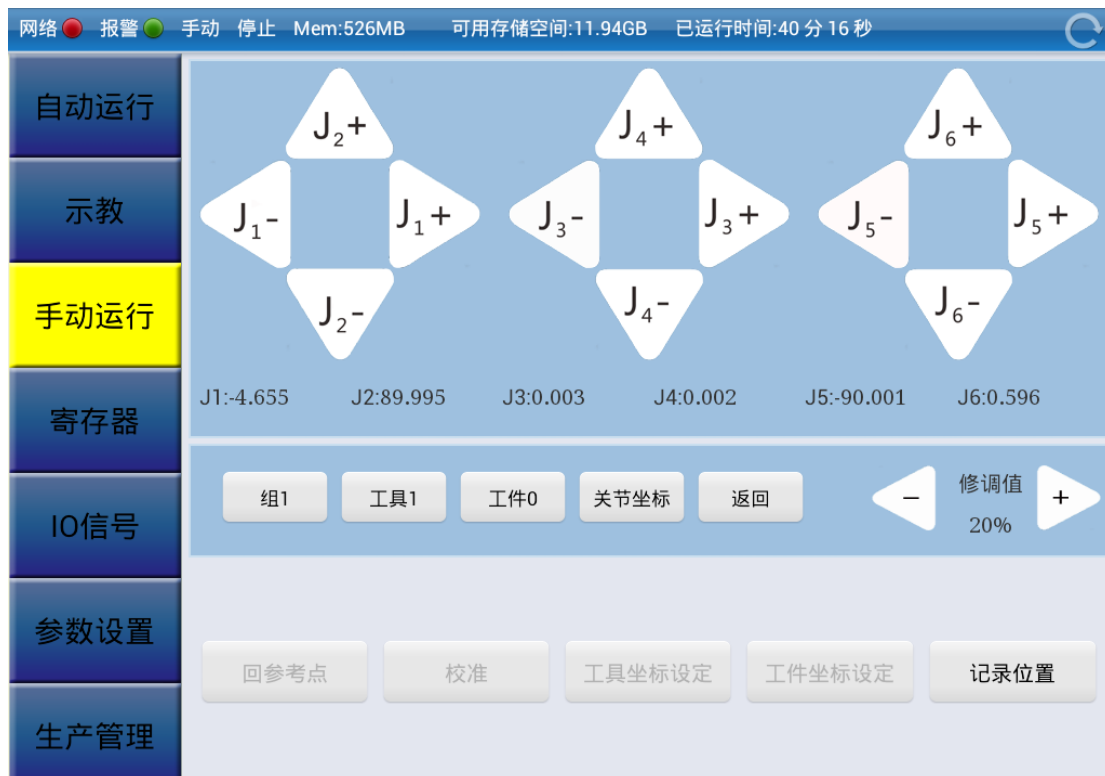 网络 报警 手动 停止 Mem:526MB 可用存储空间:11.94GB 已运行时间:40 分 16 秒
自动运行
示教
手动运行
寄存器
IO信号
参数设置
生产管理
J2+
J1- J1+
J2-
J4+
J3- J3+
J4-
J6+
J5- J5+
J6-
J1:-4.655 J2:89.995 J3:0.003 J4:0.002 J5:-90.001 J6:0.596
组1 工具1 工件0 关节坐标 返回 − 修调值 +
20%
回参考点 校准 工具坐标设定 工件坐标设定 记录位置